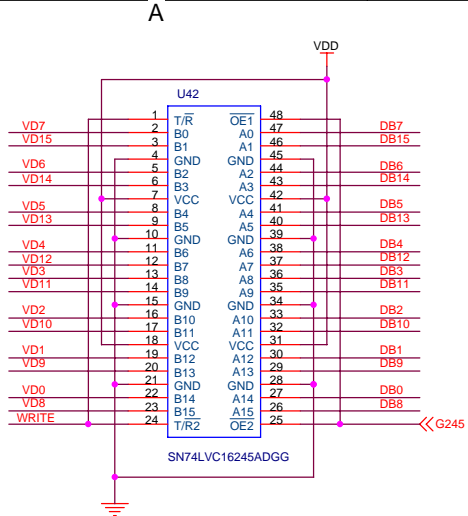 A
VDD
U42
1 T/R OE1 48
VD7 2 B0 A0 47 DB7
VD15 3 B1 A1 46 DB15
4 GND GND 45
VD6 5 B2 A2 44 DB6
VD14 6 B3 A3 43 DB14
7 VCC VCC 42
VD5 8 B4 A4 41 DB5
VD13 9 B5 A5 40 DB13
10 GND GND 39
VD4 11 B6 A6 38 DB4
VD12 12 B7 A7 37 DB12
VD3 13 B8 A8 36 DB3
VD11 14 B9 A9 35 DB11
15 GND GND 34
VD2 16 B10 A10 33 DB2
VD10 17 B11 A11 32 DB10
18 VCC VCC 31
VD1 19 B12 A12 30 DB1
VD9 20 B13 A13 29 DB9
21 GND GND 28
VD0 22 B14 A14 27 DB0
VD8 23 B15 A15 26 DB8
WRITE 24 T/R2 OE2 25 G245
SN74LVC16245ADGG